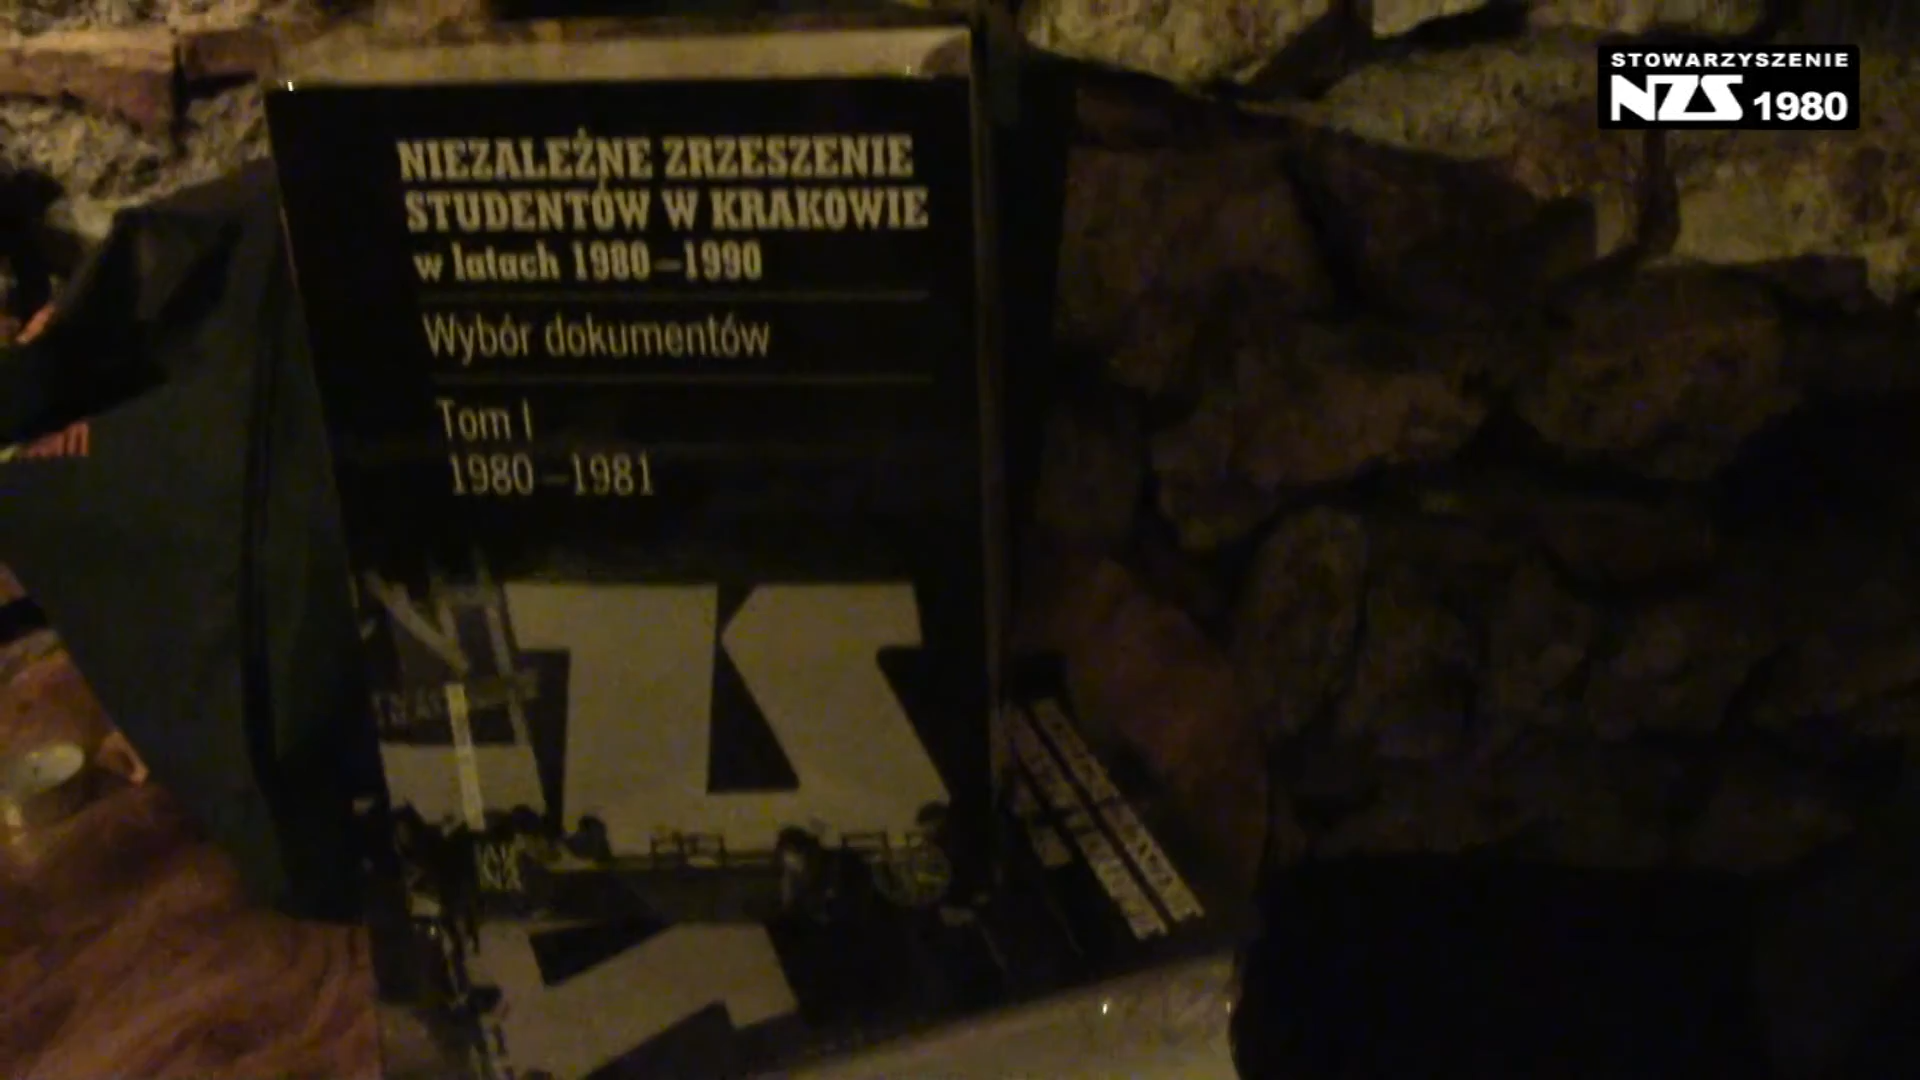 STOWARZYSZENIE
NZS 1980
NIEZALEŻNE ZRZESZENIE
STUDENTÓW W KRAKOWIE
w latach 1980–1990
Wybór dokumentów
Tom I
1980–1981